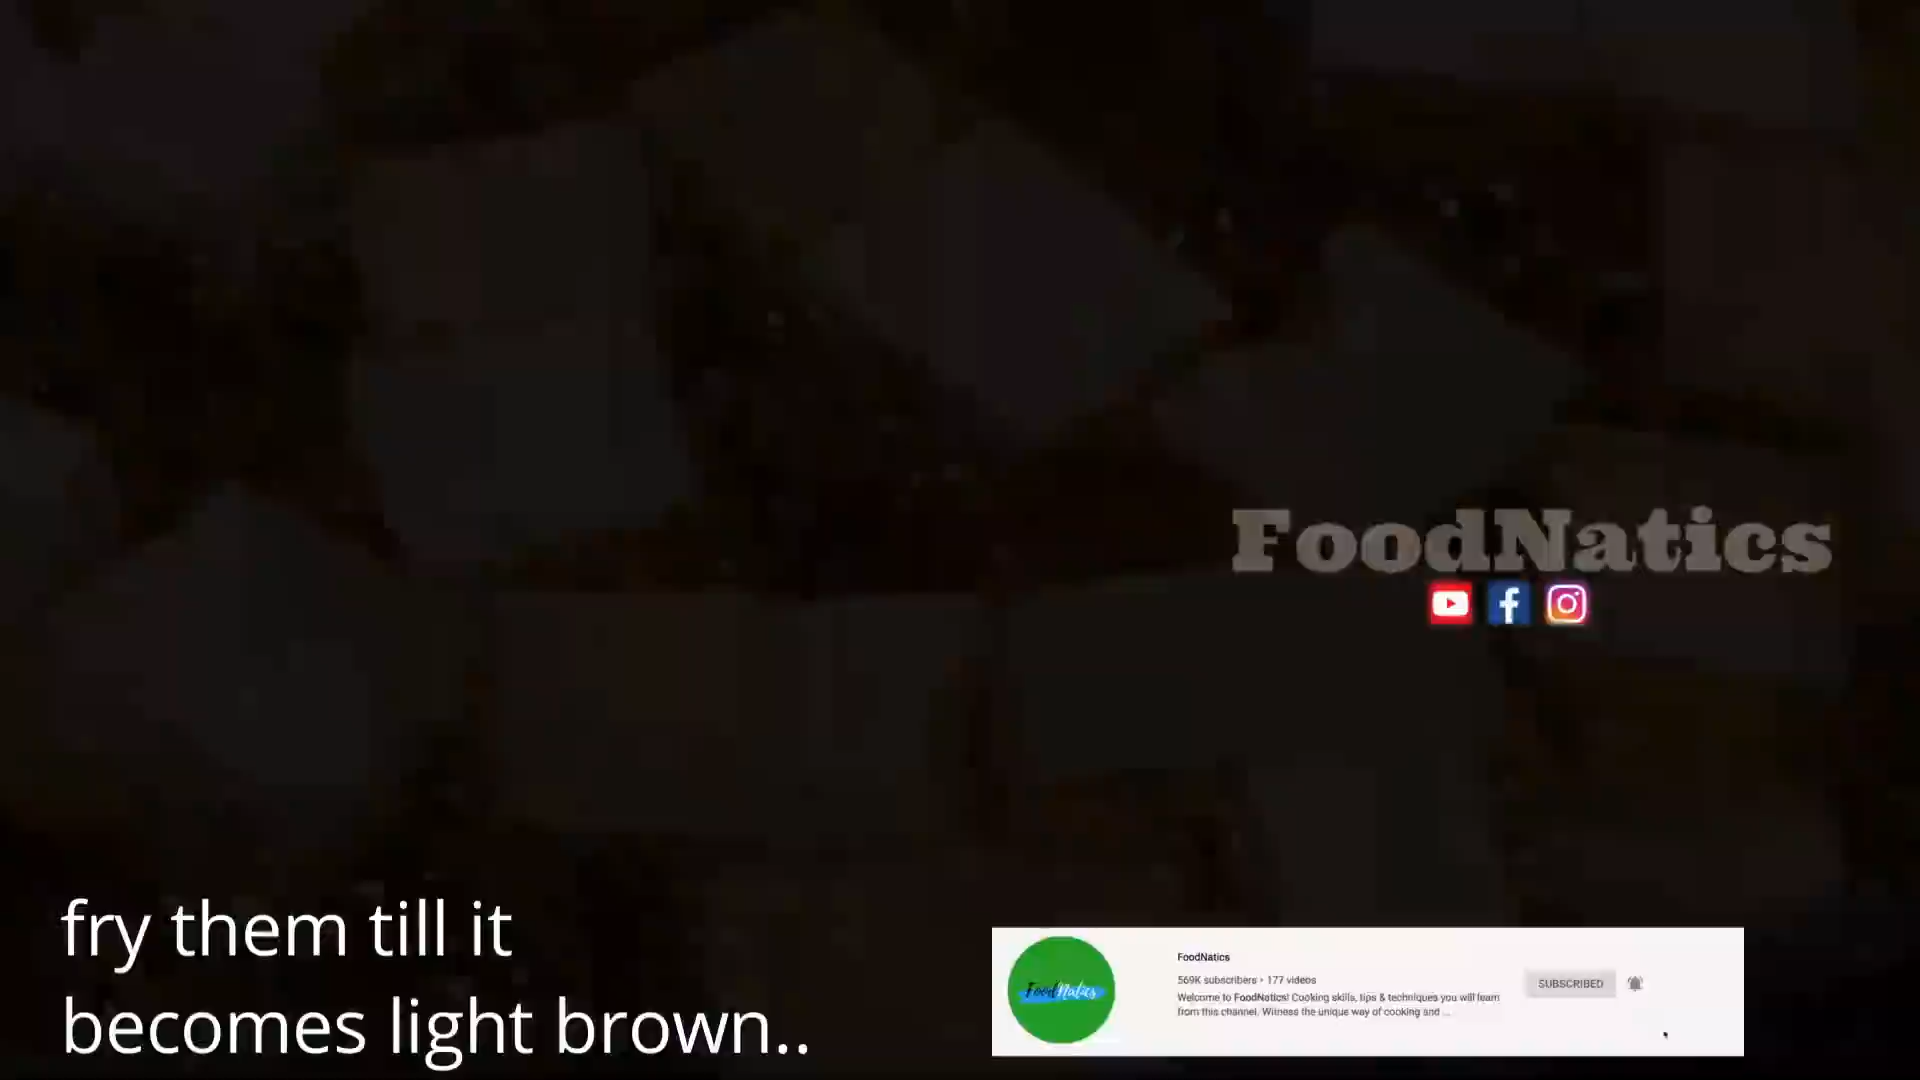 FoodNatics
fry them till it
becomes light brown..
FoodNatics
FoodNatics
569K subscribers • 177 videos
Welcome to FoodNatics! Cooking skills, tips & techniques you will learn
from this channel. Witness the unique way of cooking and ...
SUBSCRIBED